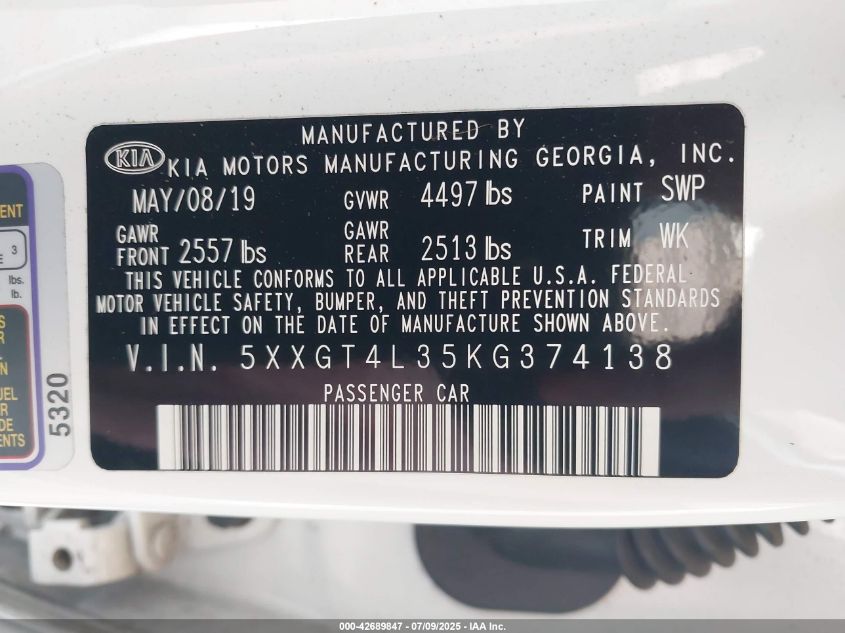 MANUFACTURED BY
KIA KIA MOTORS MANUFACTURING GEORGIA, INC.
MAY/08/19 GVWR 4497 lbs PAINT SWP
GAWR FRONT 2557 lbs GAWR REAR 2513 lbs TRIM WK
THIS VEHICLE CONFORMS TO ALL APPLICABLE U.S.A. FEDERAL
MOTOR VEHICLE SAFETY, BUMPER, AND THEFT PREVENTION STANDARDS
IN EFFECT ON THE DATE OF MANUFACTURE SHOWN ABOVE.
V.I.N. 5XXGT4L35KG374138
PASSENGER CAR
3
lbs.
lb.
5320
000-42689847 / 07/09/2025 - IAA Inc.